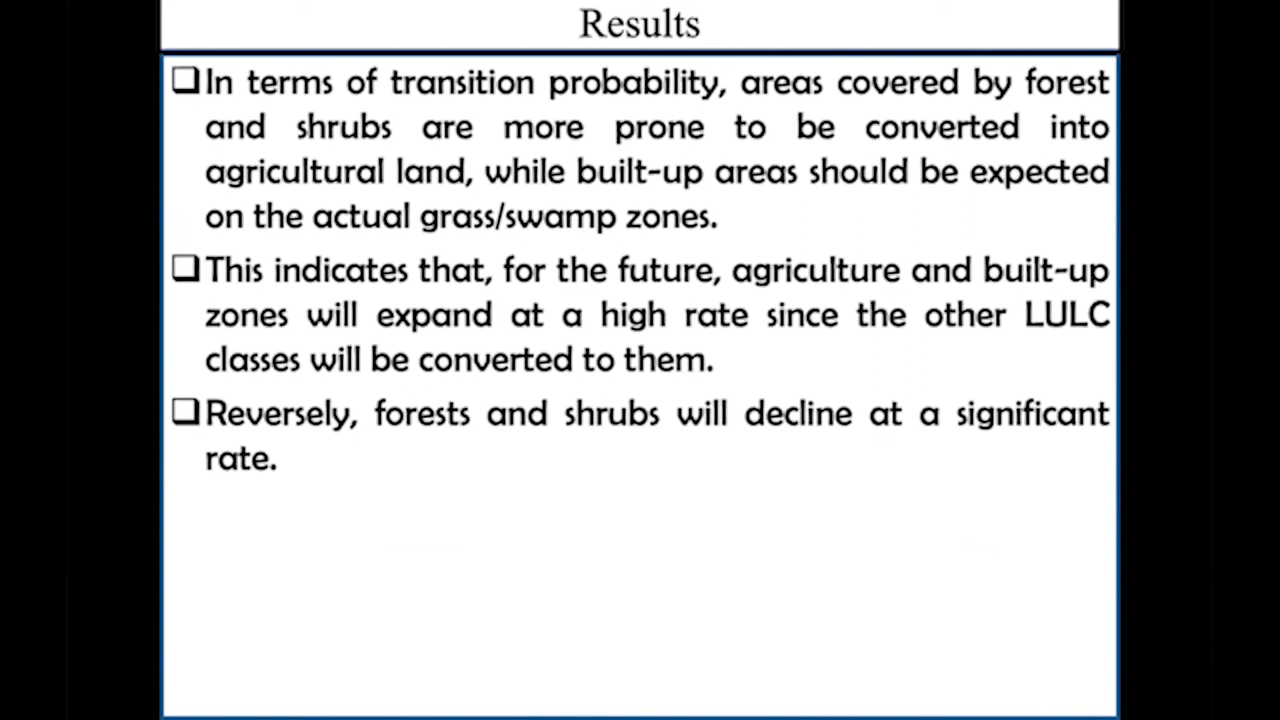 Results
❑In terms of transition probability, areas covered by forest
and shrubs are more prone to be converted into
agricultural land, while built-up areas should be expected
on the actual grass/swamp zones.
❑This indicates that, for the future, agriculture and built-up
zones will expand at a high rate since the other LULC
classes will be converted to them.
❑Reversely, forests and shrubs will decline at a significant
rate.